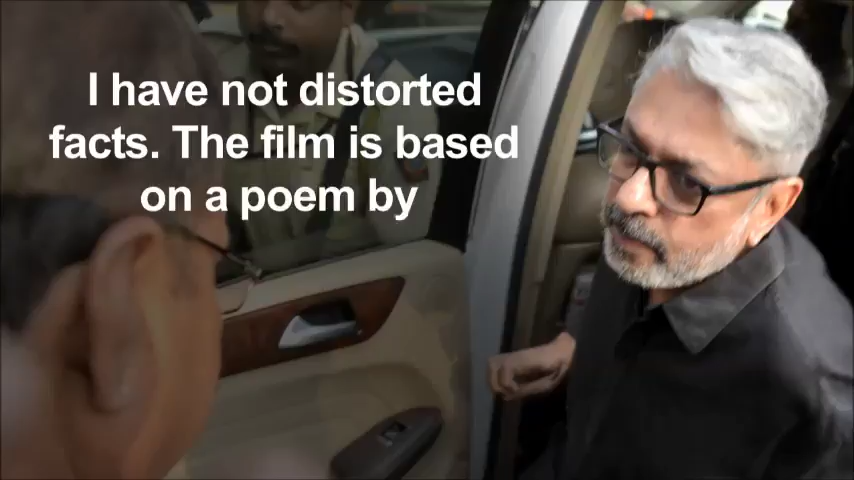 I have not distorted
facts. The film is based
on a poem by